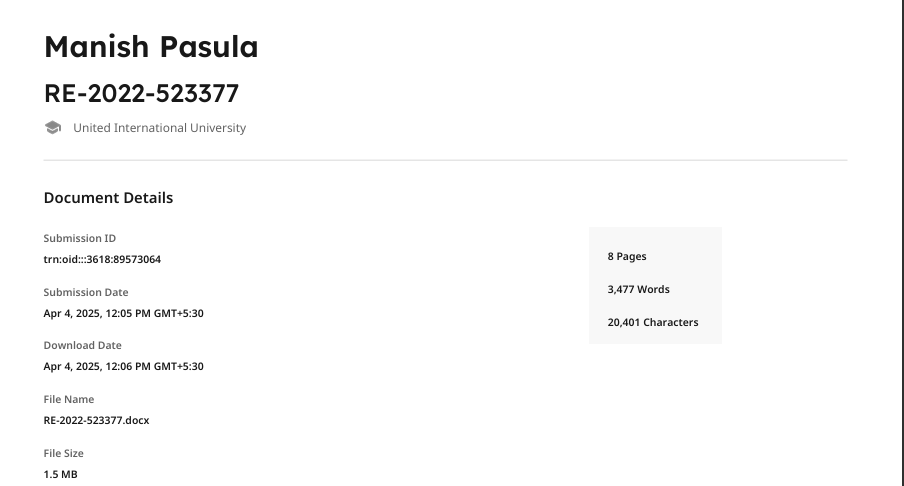 Manish Pasula
RE-2022-523377
United International University
Document Details
Submission ID
trn:oid:::3618:89573064
Submission Date
Apr 4, 2025, 12:05 PM GMT+5:30
Download Date
Apr 4, 2025, 12:06 PM GMT+5:30
File Name
RE-2022-523377.docx
File Size
1.5 MB
8 Pages
3,477 Words
20,401 Characters